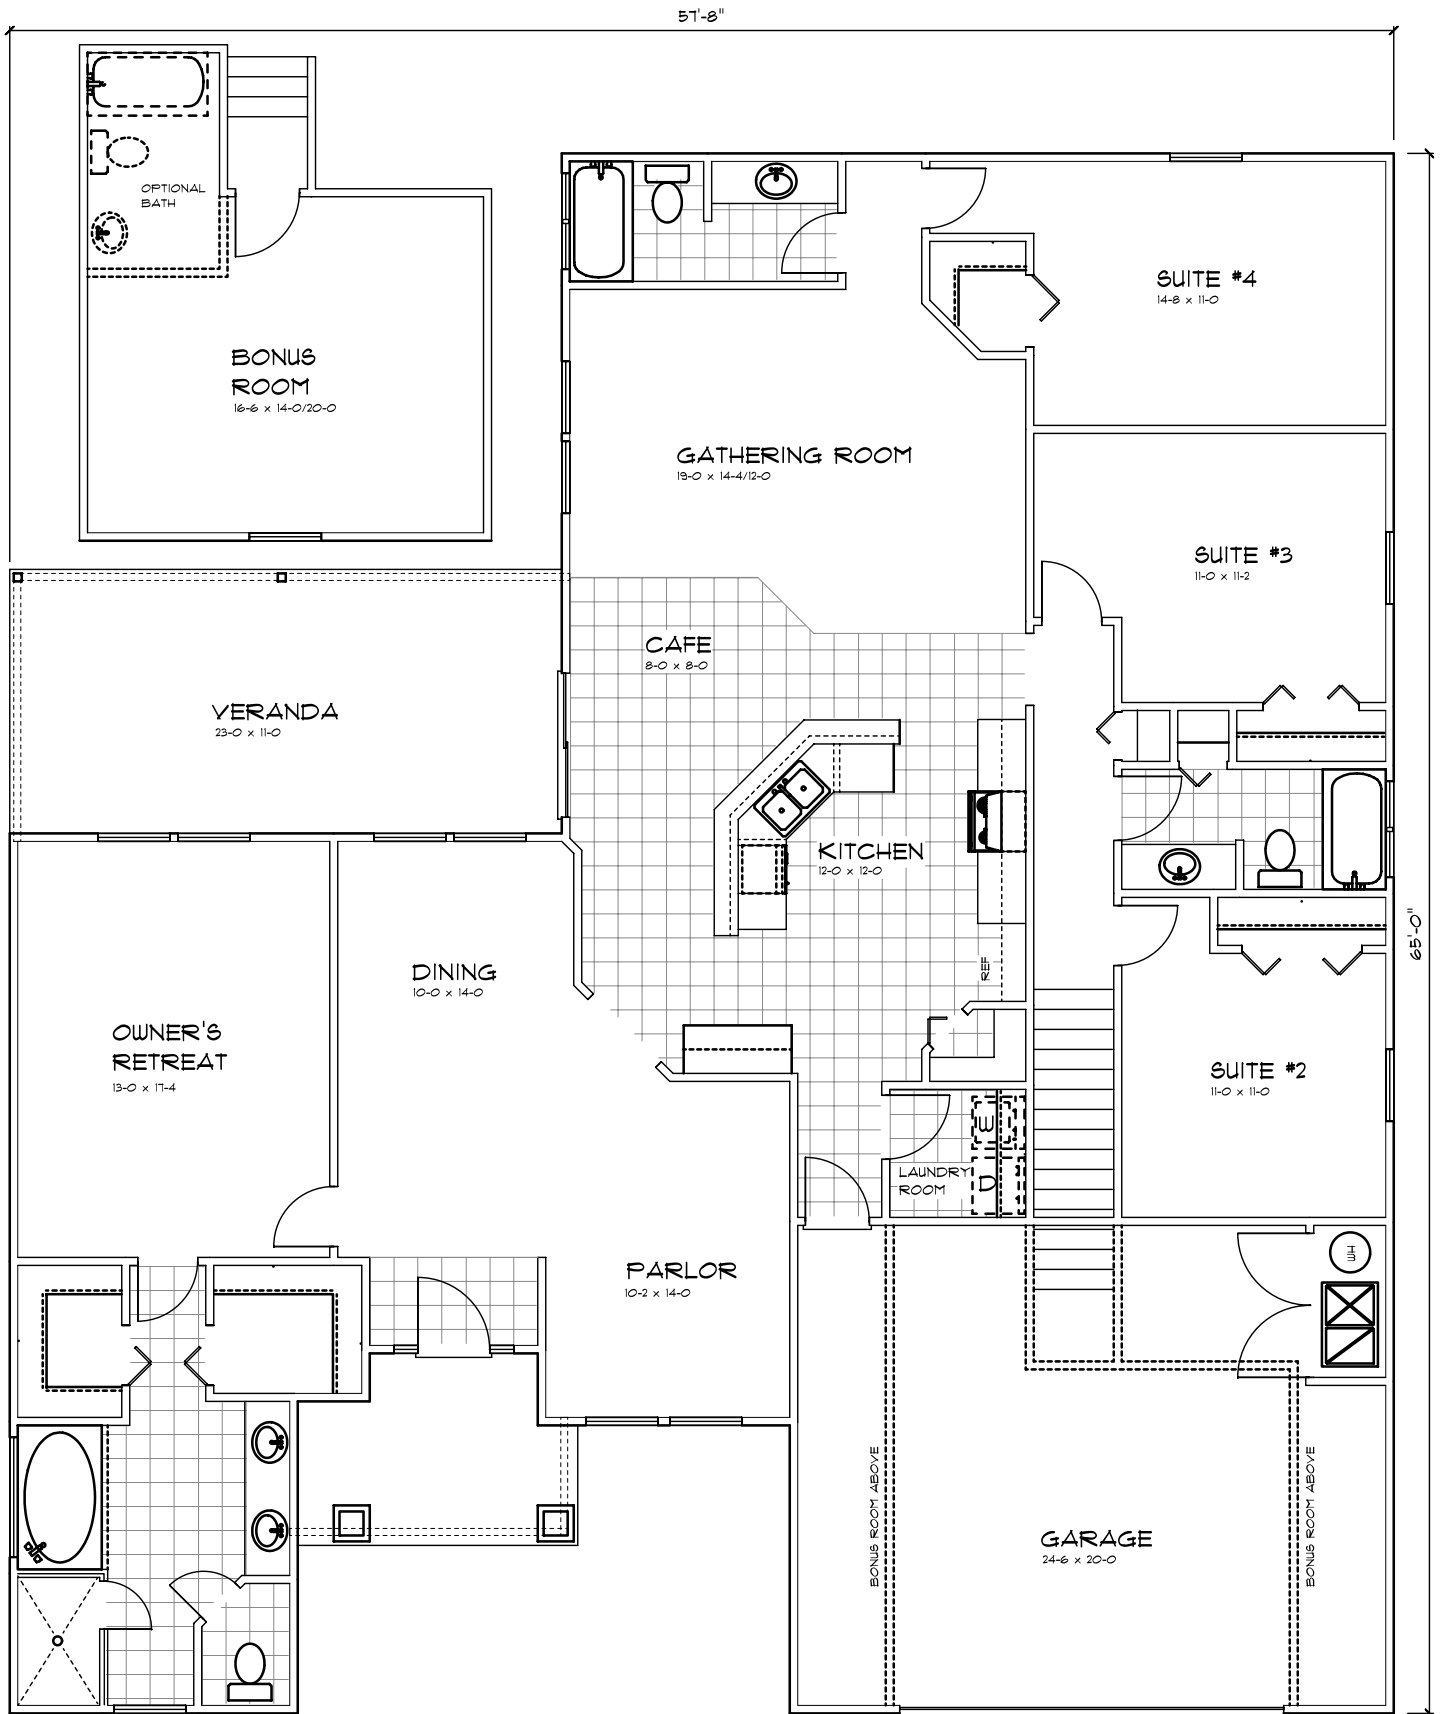 57'-8"
OPTIONAL
BATH
BONUS
ROOM
16-6 x 14-0/20-0
SUITE #4
14-8 x 11-0
GATHERING ROOM
19-0 x 14-4/12-0
SUITE #3
11-0 x 11-2
CAFE
8-0 x 8-0
VERANDA
23-0 x 11-0
KITCHEN
12-0 x 12-0
65'-0"
REF
DINING
10-0 x 14-0
OWNER'S
RETREAT
13-0 x 17-4
SUITE #2
11-0 x 11-0
W
LAUNDRY
ROOM
D
PARLOR
10-2 x 14-0
WH
BONUS ROOM ABOVE
BONUS ROOM ABOVE
GARAGE
24-6 x 20-0